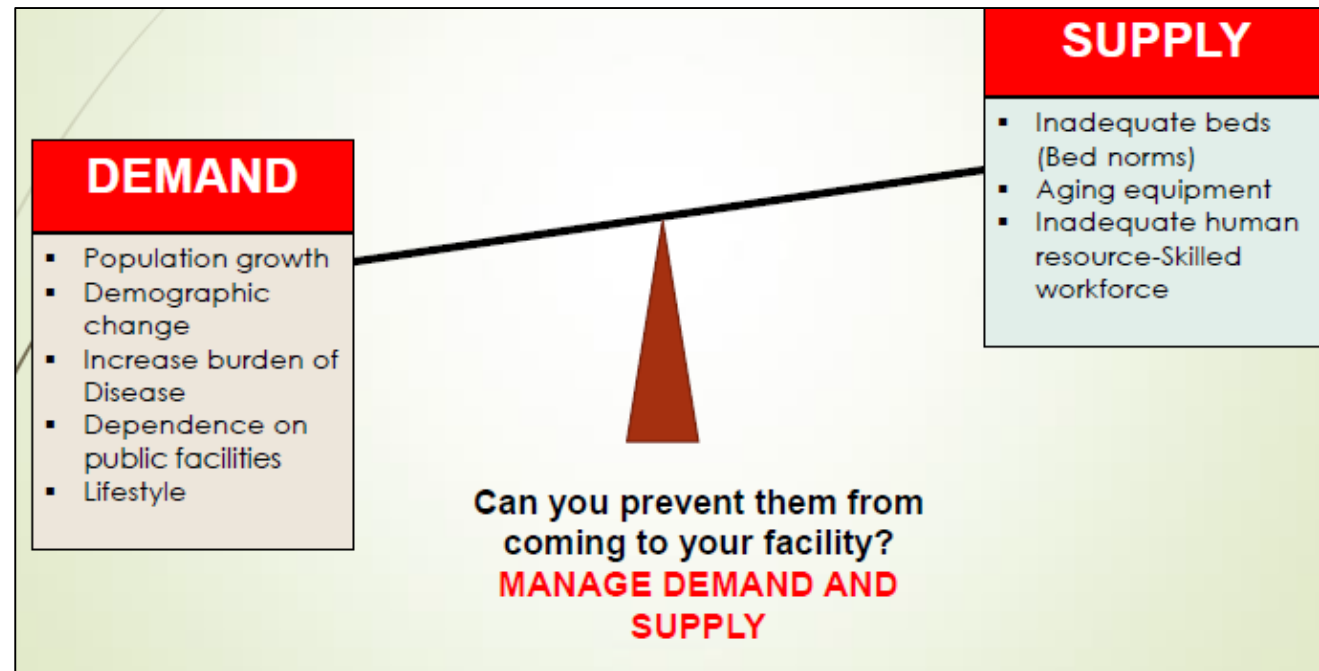 DEMAND
▪ Population growth
▪ Demographic
change
▪ Increase burden of
Disease
▪ Dependence on
public facilities
▪ Lifestyle
SUPPLY
▪ Inadequate beds
(Bed norms)
▪ Aging equipment
▪ Inadequate human
resource-Skilled
workforce
Can you prevent them from
coming to your facility?
MANAGE DEMAND AND
SUPPLY